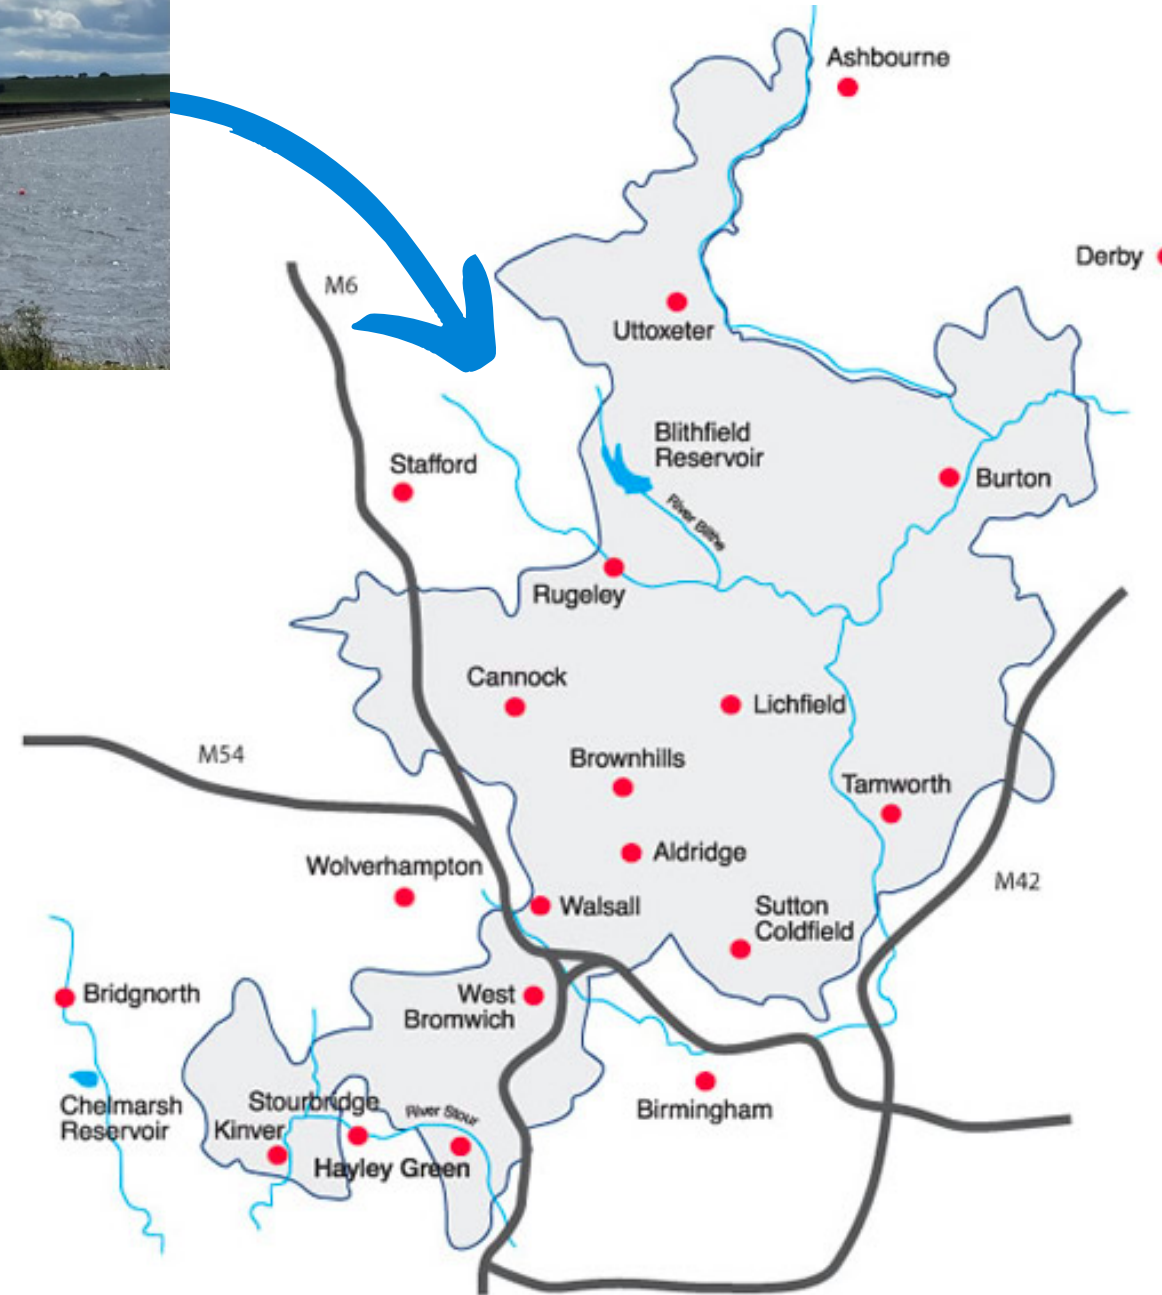 Ashbourne
Derby
M6
Uttoxeter
Blithfield
Reservoir
Stafford
Burton
River Blithe
Rugeley
Cannock
Lichfield
M54
Brownhills
Tamworth
Aldridge
Wolverhampton
M42
Walsall
Sutton
Coldfield
Bridgnorth
West
Bromwich
Chelmarsh
Reservoir
Stourbridge
River Stour
Birmingham
Kinver
Hayley Green